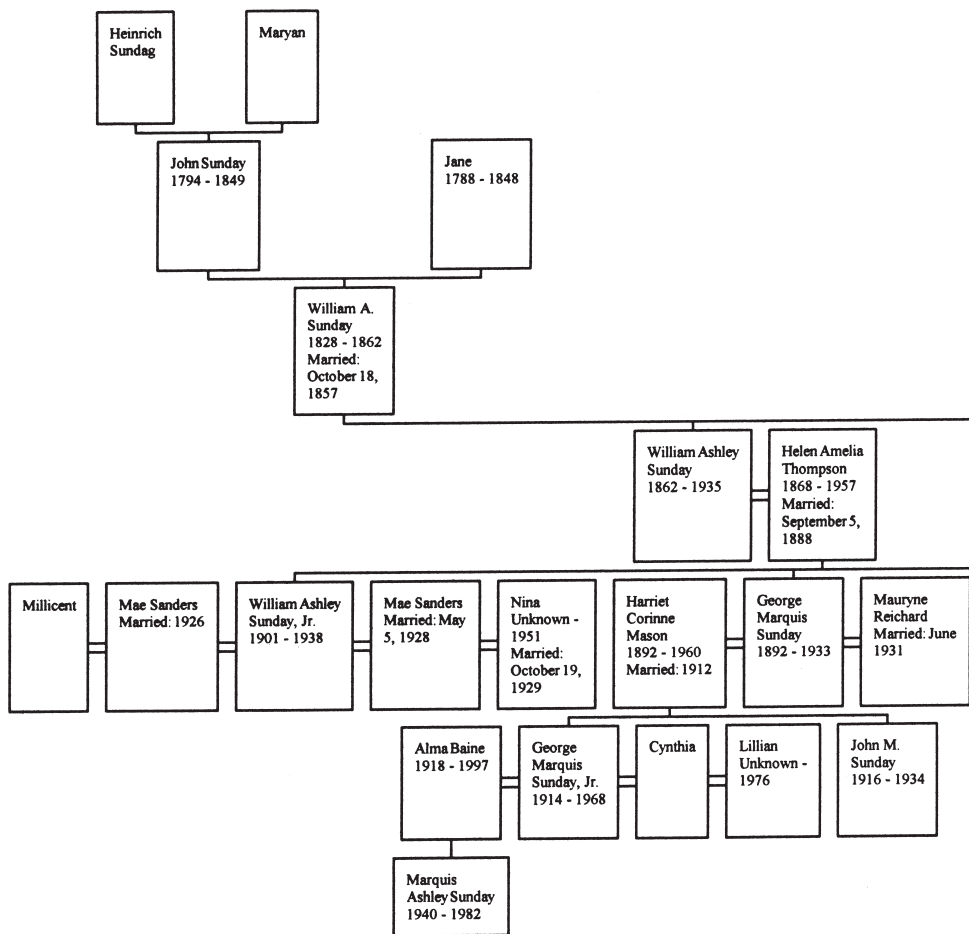 Heinrich
Sundag
Maryan
John Sunday
1794 - 1849
Jane
1788 - 1848
William A.
Sunday
1828 - 1862
Married:
October 18,
1857
William Ashley
Sunday
1862 - 1935
Helen Amelia
Thompson
1868 - 1957
Married:
September 5,
1888
Millicent
Mae Sanders
Married: 1926
William Ashley
Sunday, Jr.
1901 - 1938
Mae Sanders
Married: May
5, 1928
Nina
Unknown -
1951
Married:
October 19,
1929
Harriet
Corinne
Mason
1892 - 1960
Married: 1912
George
Marquis
Sunday
1892 - 1933
Mauryne
Reichard
Married: June
1931
Alma Baine
1918 - 1997
George
Marquis
Sunday, Jr.
1914 - 1968
Cynthia
Lillian
Unknown -
1976
John M.
Sunday
1916 - 1934
Marquis
Ashley Sunday
1940 - 1982